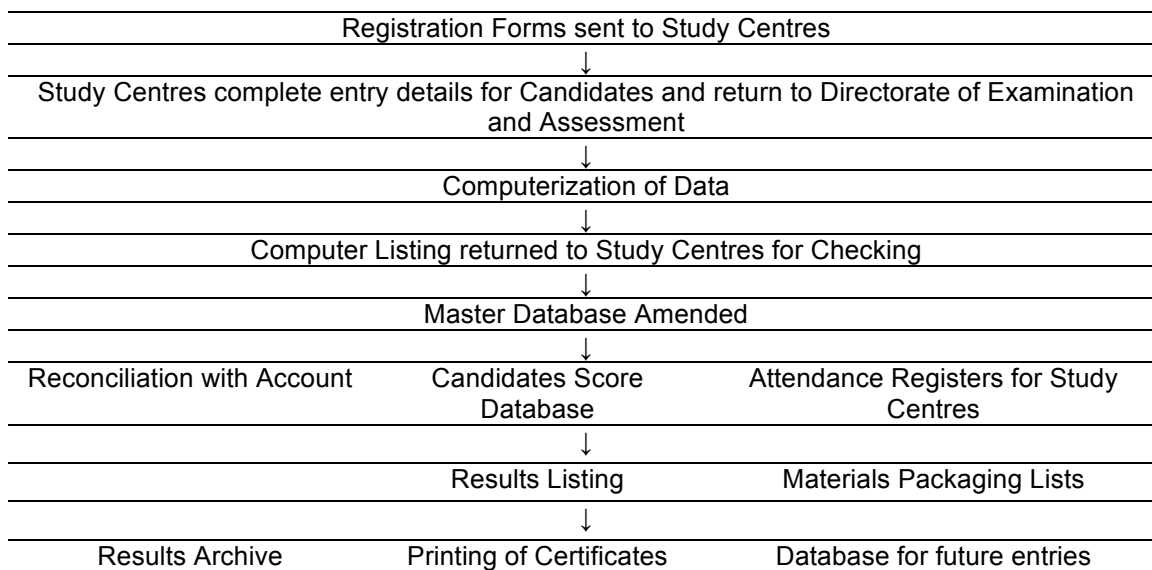 Registration Forms sent to Study Centres
↓
Study Centres complete entry details for Candidates and return to Directorate of Examination
and Assessment
↓
Computerization of Data
↓
Computer Listing returned to Study Centres for Checking
↓
Master Database Amended
↓
Reconciliation with Account Candidates Score Attendance Registers for Study
Database Centres
↓
Results Listing Materials Packaging Lists
↓
Results Archive Printing of Certificates Database for future entries